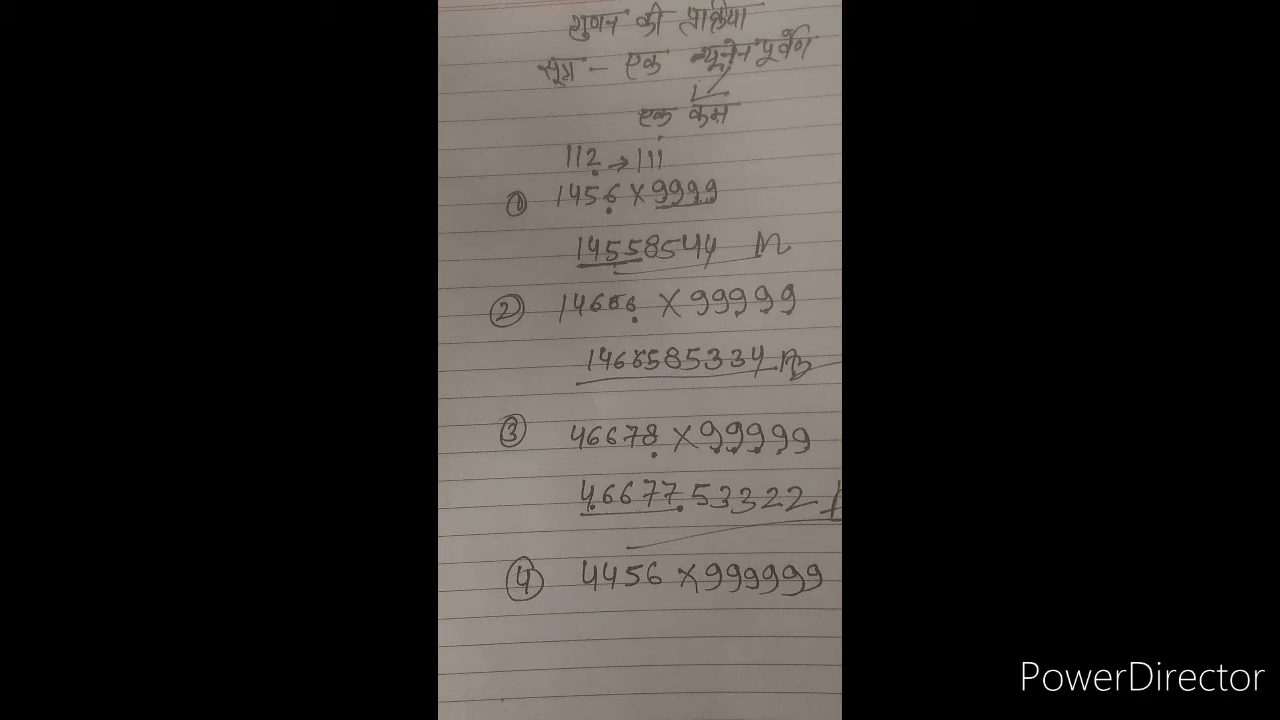 गुणन की प्रक्रिया
सूत्र - एक न्यूनेन पूर्वेण
एक कम
112 → 111
① 1456 × 9999
14558544
② 14666 × 99999
1466585334
③ 46678 × 99999
4667753322
④ 4456 × 999999
PowerDirector